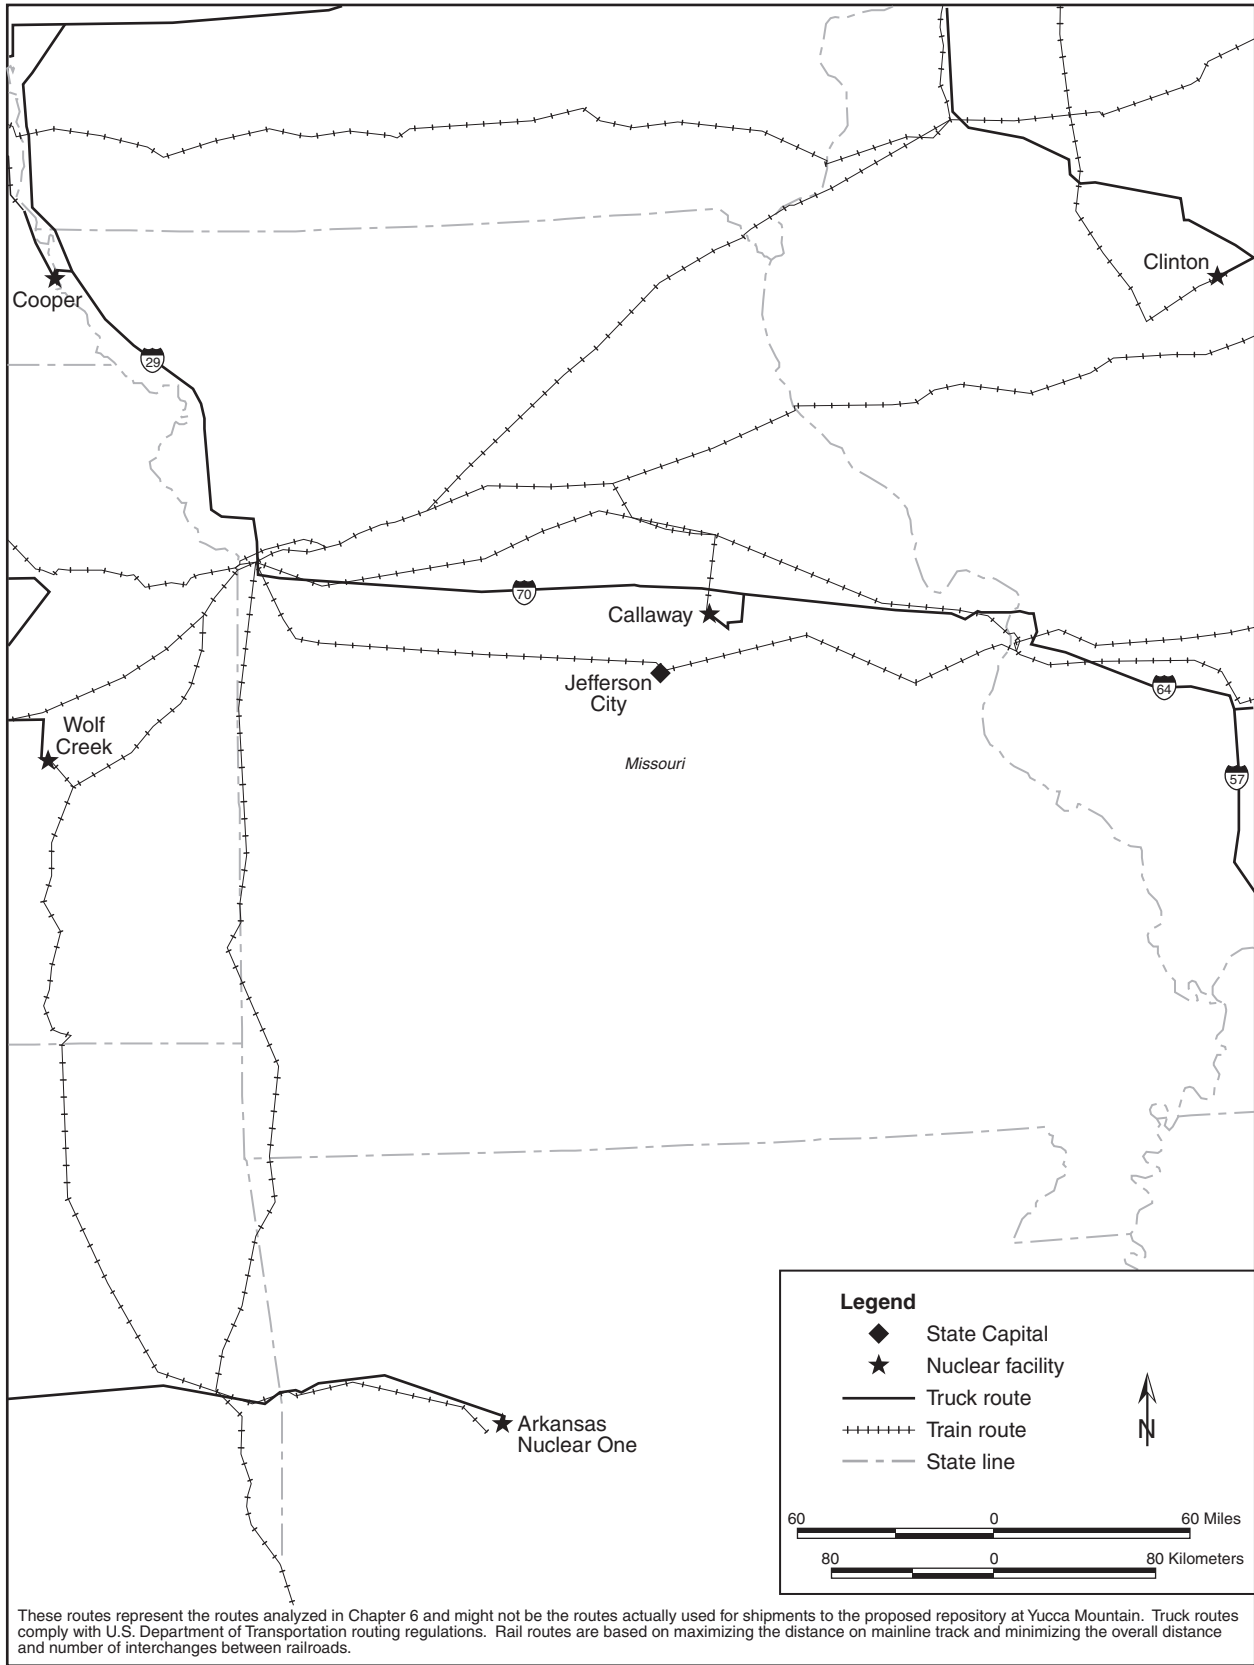 Clinton
Cooper
29
70
Callaway
Jefferson
City
64
Wolf
Creek
Missouri
57
Legend
State Capital
Nuclear facility
Truck route
Train route
State line
N
Arkansas
Nuclear One
60 0 60 Miles
80 0 80 Kilometers
These routes represent the routes analyzed in Chapter 6 and might not be the routes actually used for shipments to the proposed repository at Yucca Mountain. Truck routes
comply with U.S. Department of Transportation routing regulations. Rail routes are based on maximizing the distance on mainline track and minimizing the overall distance
and number of interchanges between railroads.